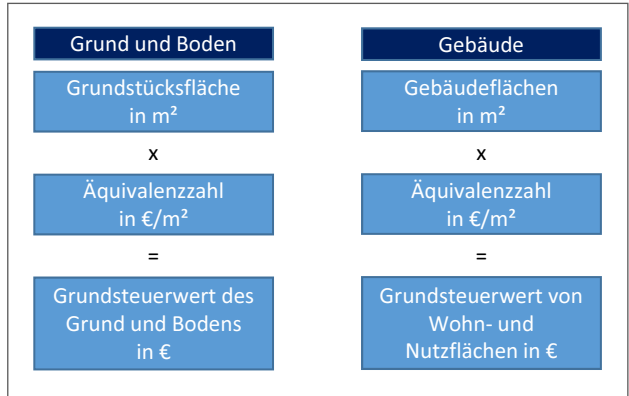 Grund und Boden
Grundstücksfläche
in m²
x
Äquivalenzzahl
in €/m²
=
Grundsteuerwert des
Grund und Bodens
in €
Gebäude
Gebäudeflächen
in m²
x
Äquivalenzzahl
in €/m²
=
Grundsteuerwert von
Wohn- und
Nutzflächen in €